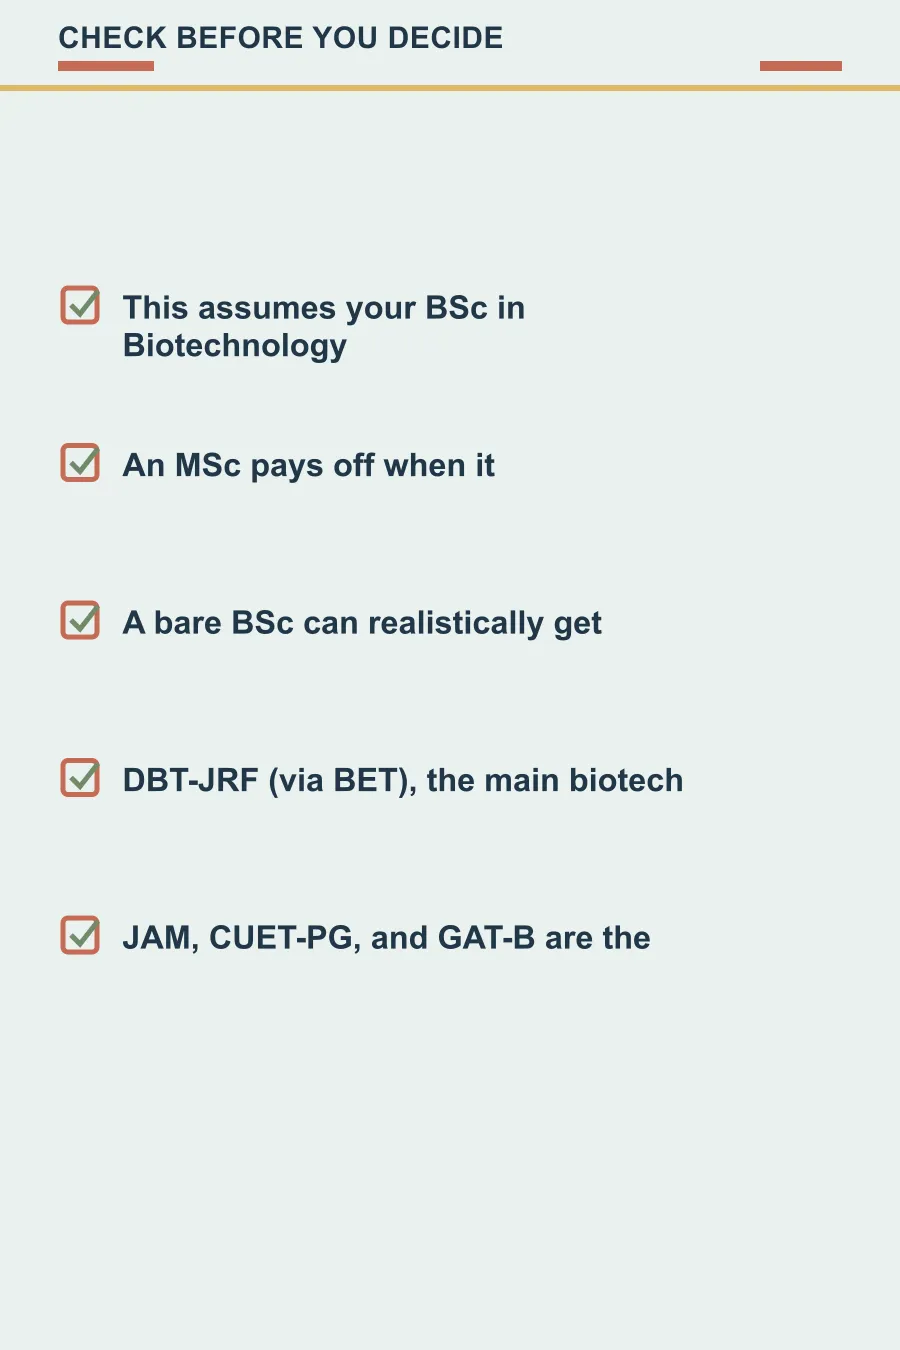 CHECK BEFORE YOU DECIDE
This assumes your BSc in
Biotechnology
An MSc pays off when it
A bare BSc can realistically get
DBT-JRF (via BET), the main biotech
JAM, CUET-PG, and GAT-B are the